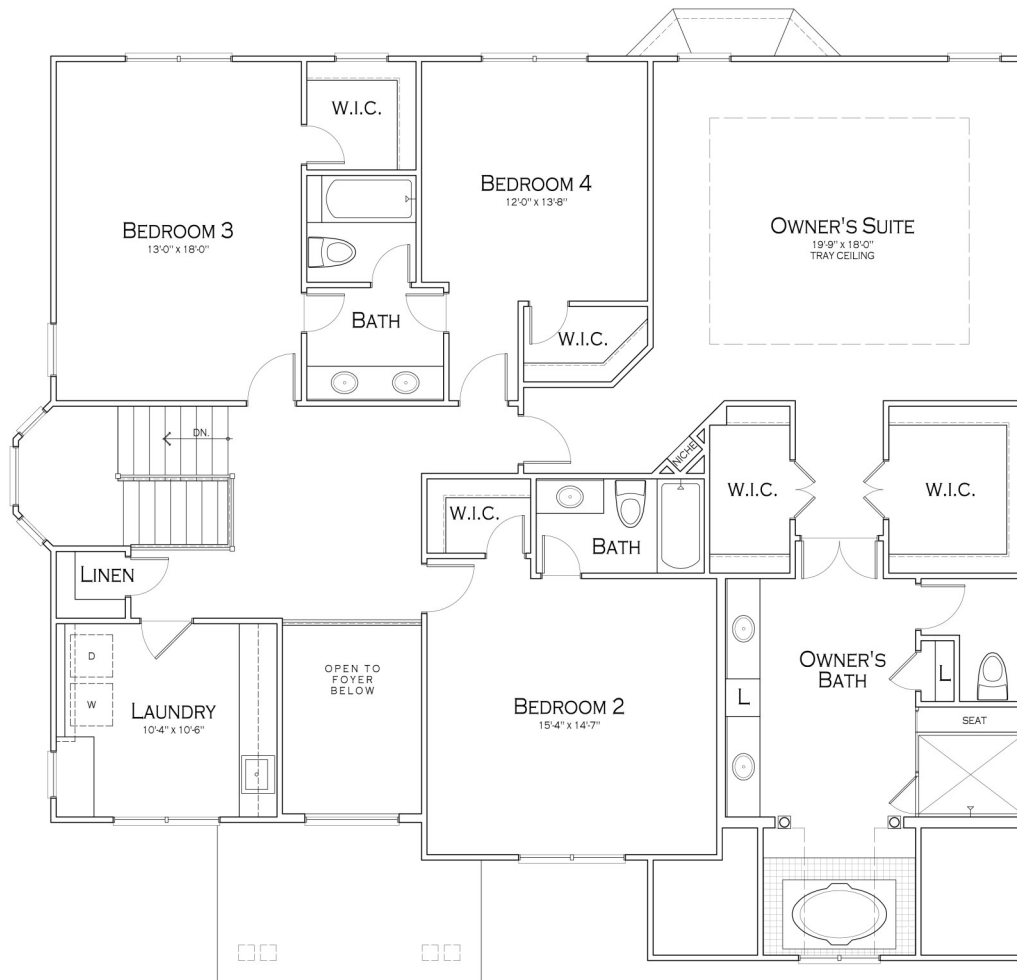 W.I.C.
BEDROOM 4
12'-0" x 13'-8"
BEDROOM 3
13'-0" x 18'-0"
OWNER'S SUITE
19'-9" x 18'-0"
TRAY CEILING
BATH
W.I.C.
DN.
NICHE
W.I.C.
W.I.C.
W.I.C.
BATH
LINEN
D
W
OPEN TO
FOYER
BELOW
LAUNDRY
10'-4" x 10'-6"
BEDROOM 2
15'-4" x 14'-7"
OWNER'S
BATH
L
L
SEAT